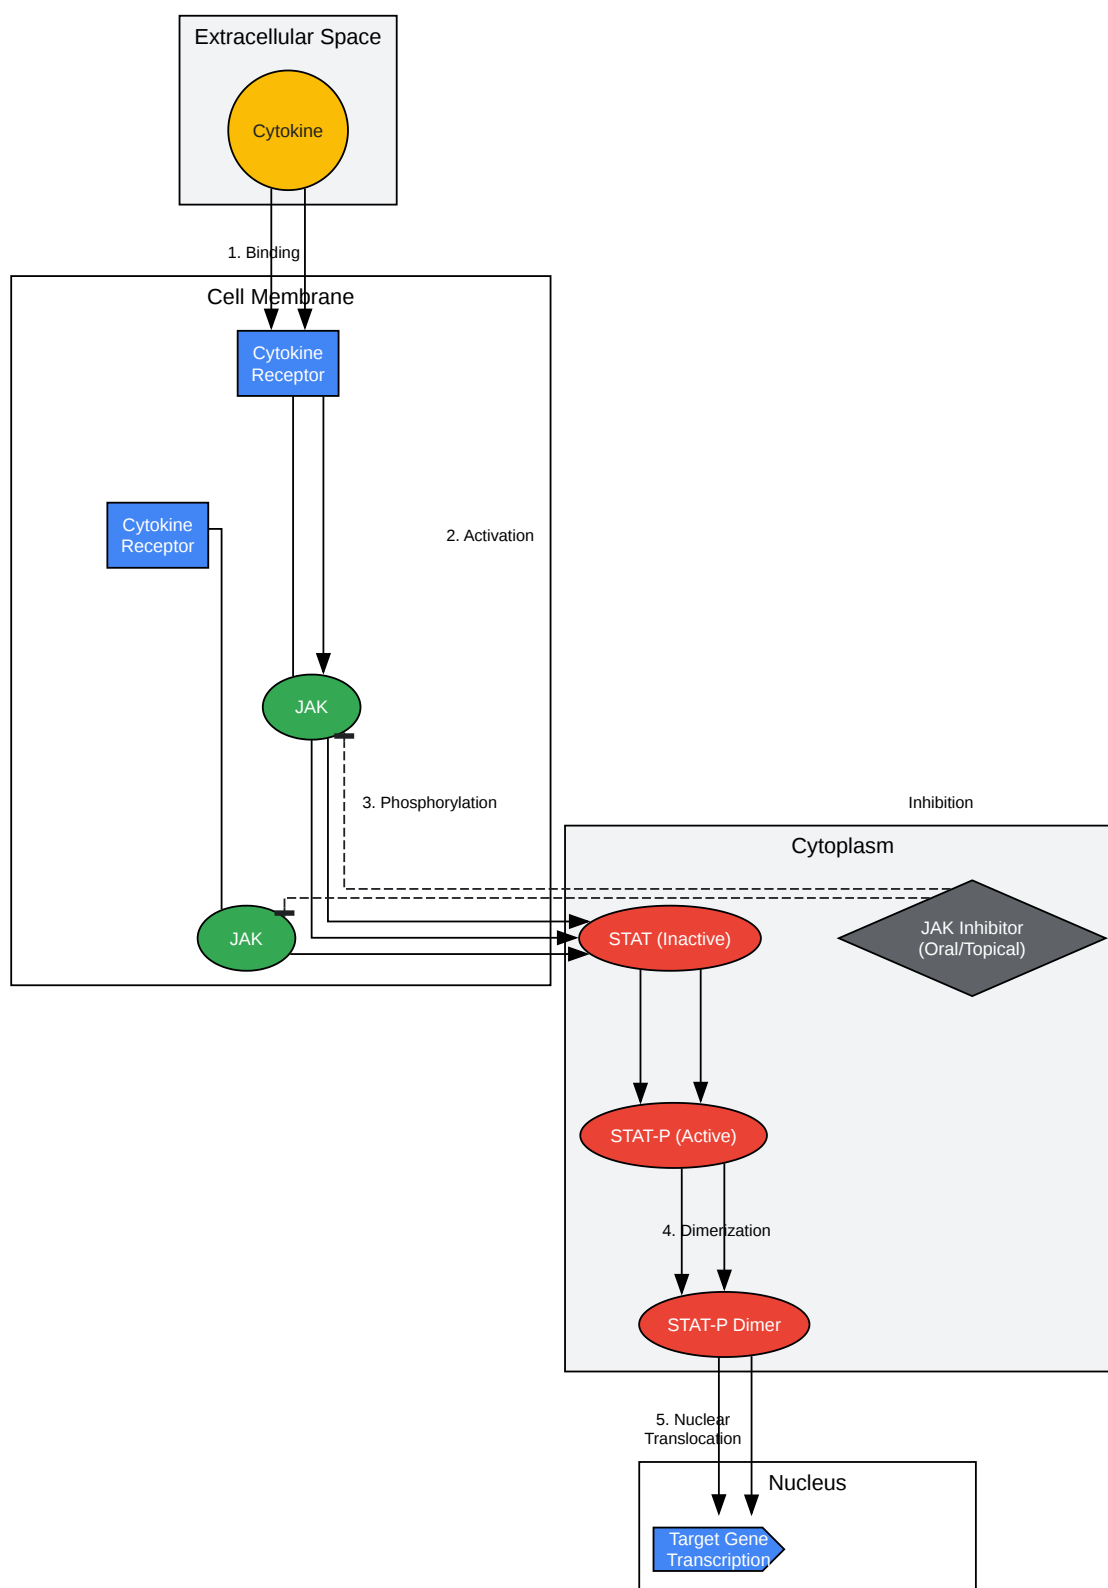 Extracellular Space
Cytokine
1. Binding
Cell Membrane
Cytokine
Receptor
Cytokine
Receptor
2. Activation
JAK
3. Phosphorylation
Inhibition
Cytoplasm
JAK
STAT (Inactive)
JAK Inhibitor
(Oral/Topical)
STAT-P (Active)
4. Dimerization
STAT-P Dimer
5. Nuclear
Translocation
Nucleus
Target Gene
Transcription